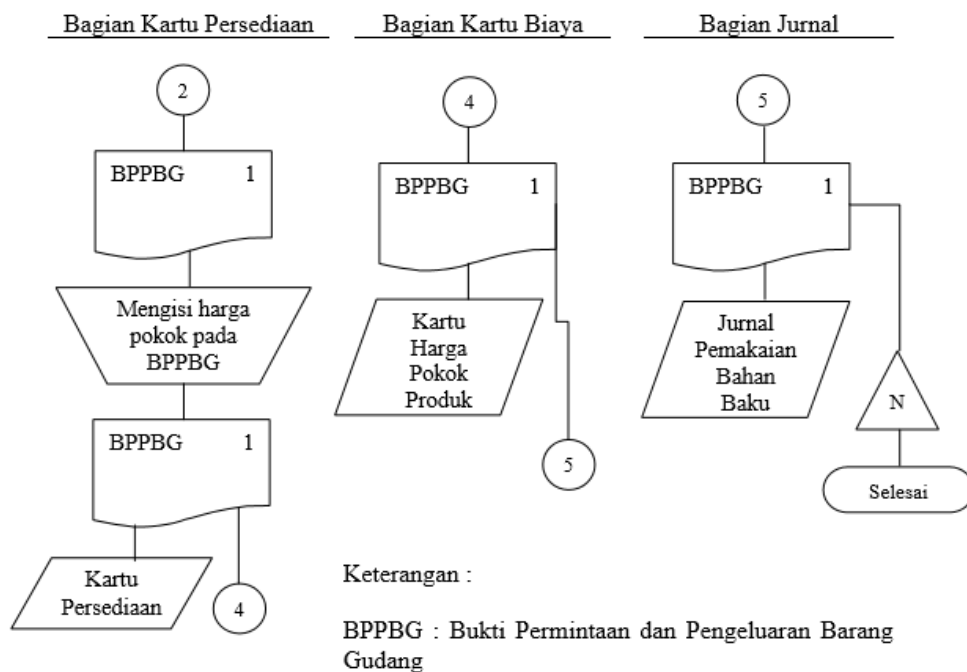 Bagian Kartu Persediaan
2
BPPBG 1
Mengisi harga
pokok pada
BPPBG
BPPBG 1
Kartu
Persediaan
4
Bagian Kartu Biaya
4
BPPBG 1
Kartu
Harga
Pokok
Produk
5
Bagian Jurnal
5
BPPBG 1
Jurnal
Pemakaian
Bahan
Baku
N
Selesai
Keterangan :
BPPBG : Bukti Permintaan dan Pengeluaran Barang
Gudang